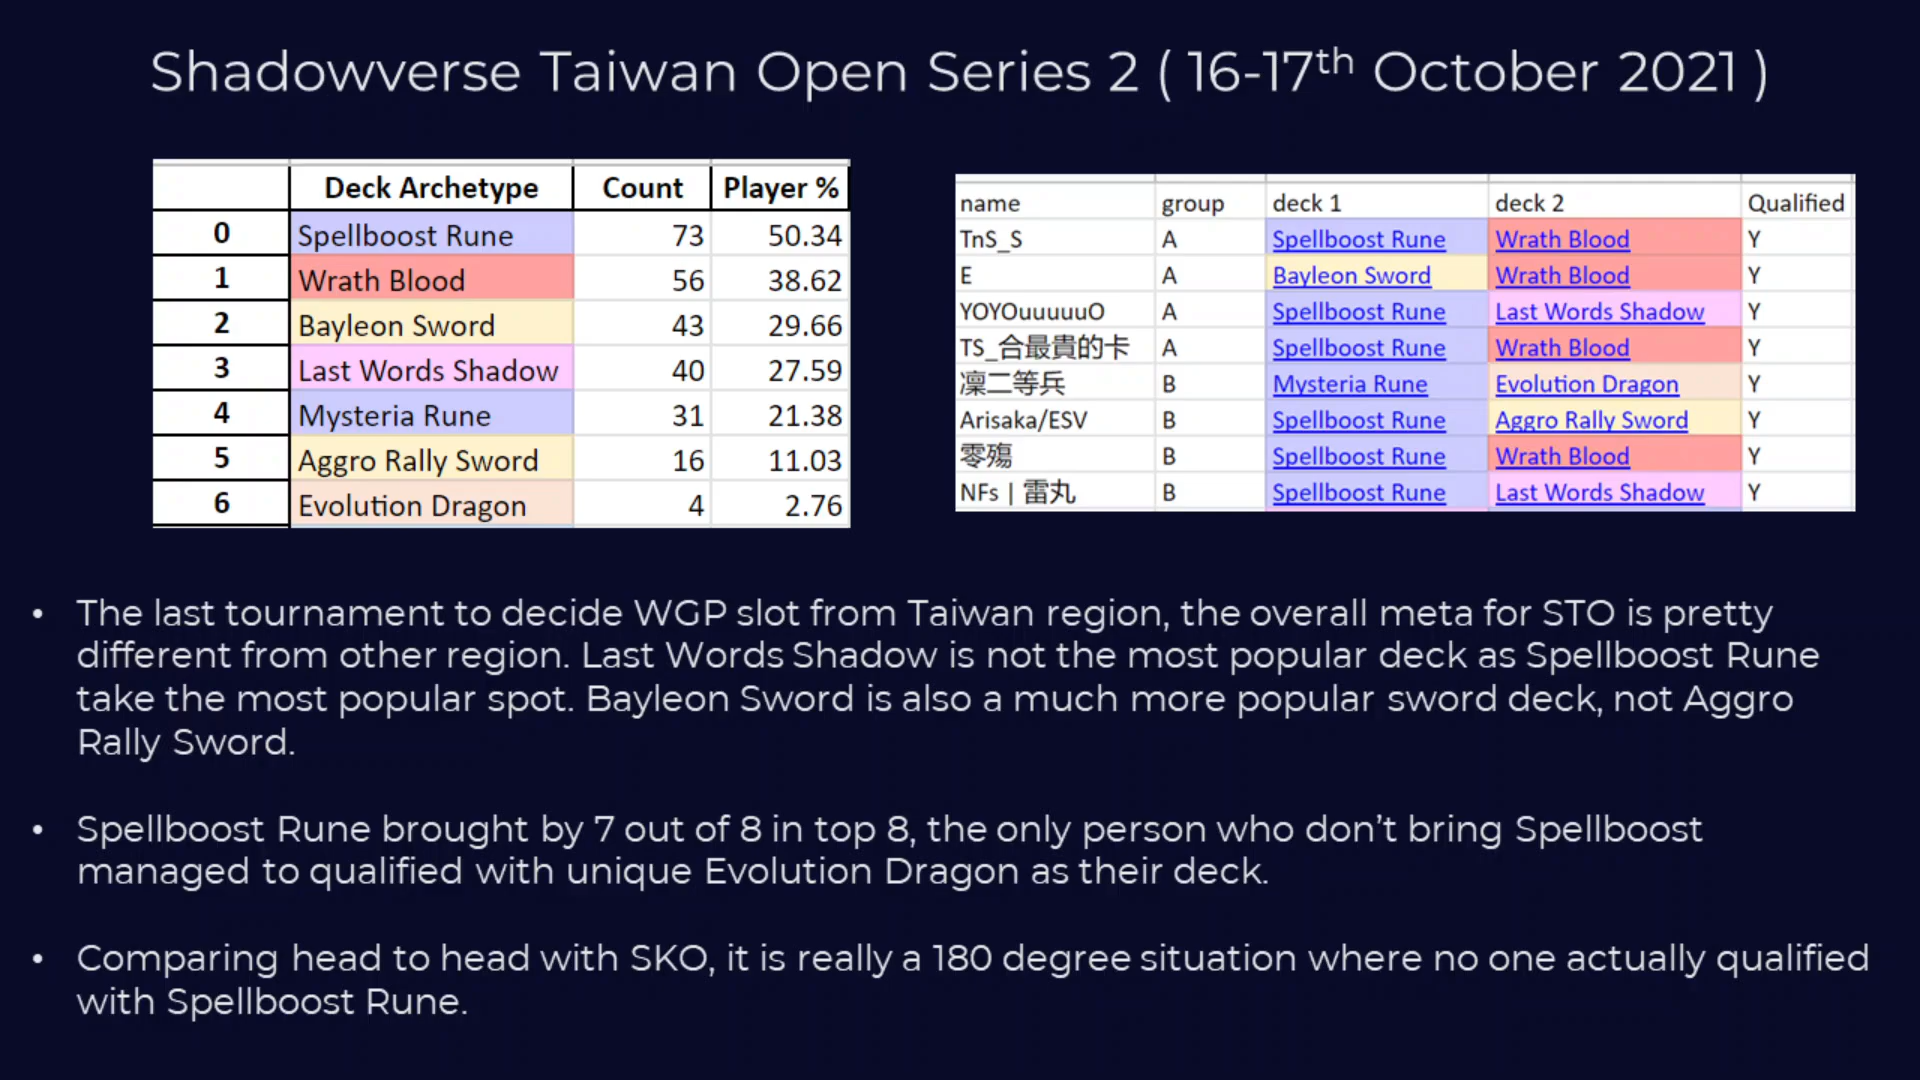 Shadowverse Taiwan Open Series 2 ( 16-17th October 2021 )
Deck Archetype Count Player %
0 Spellboost Rune 73 50.34
1 Wrath Blood 56 38.62
2 Bayleon Sword 43 29.66
3 Last Words Shadow 40 27.59
4 Mysteria Rune 31 21.38
5 Aggro Rally Sword 16 11.03
6 Evolution Dragon 4 2.76
name group deck 1 deck 2 Qualified
TnS_S A Spellboost Rune Wrath Blood Y
E A Bayleon Sword Wrath Blood Y
YOYOuuuuuO A Spellboost Rune Last Words Shadow Y
TS_合最貴的卡 A Spellboost Rune Wrath Blood Y
凜二等兵 B Mysteria Rune Evolution Dragon Y
Arisaka/ESV B Spellboost Rune Aggro Rally Sword Y
零殤 B Spellboost Rune Wrath Blood Y
NFs | 雷丸 B Spellboost Rune Last Words Shadow Y
• The last tournament to decide WGP slot from Taiwan region, the overall meta for STO is pretty
different from other region. Last Words Shadow is not the most popular deck as Spellboost Rune
take the most popular spot. Bayleon Sword is also a much more popular sword deck, not Aggro
Rally Sword.
• Spellboost Rune brought by 7 out of 8 in top 8, the only person who don't bring Spellboost
managed to qualified with unique Evolution Dragon as their deck.
• Comparing head to head with SKO, it is really a 180 degree situation where no one actually qualified
with Spellboost Rune.